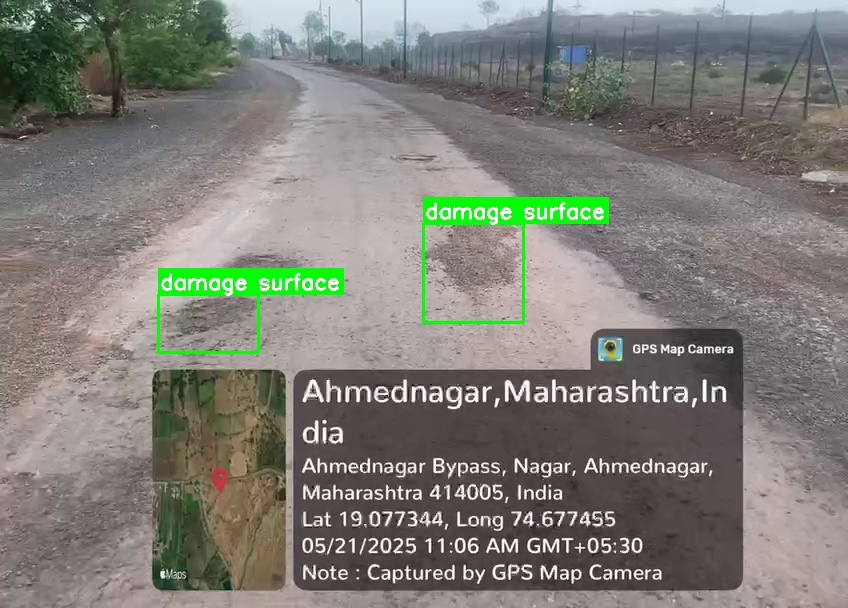 damage surface
damage surface
GPS Map Camera
Ahmednagar,Maharashtra,In
dia
Ahmednagar Bypass, Nagar, Ahmednagar,
Maharashtra 414005, India
Lat 19.077344, Long 74.677455
05/21/2025 11:06 AM GMT+05:30
Note : Captured by GPS Map Camera
Maps